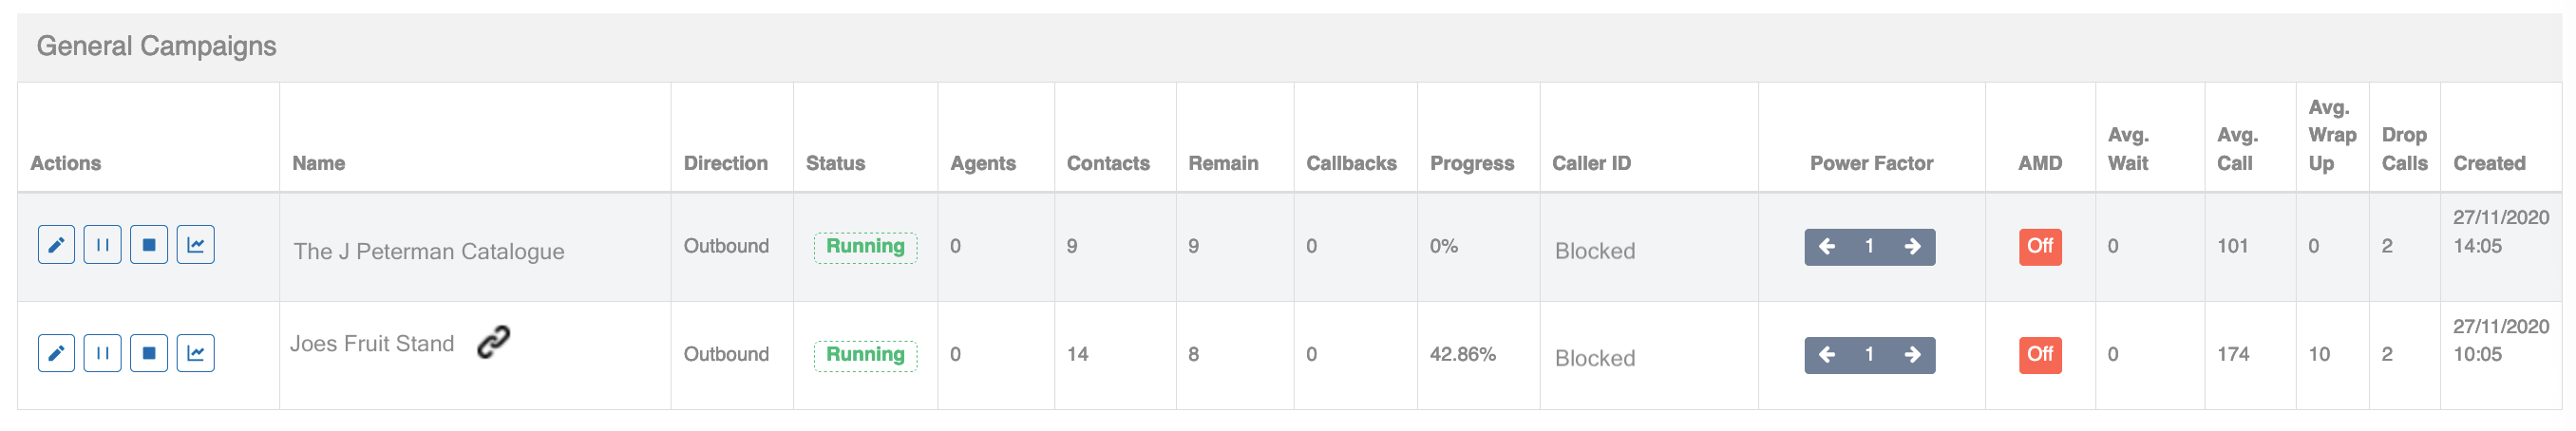 General Campaigns
Actions Name Direction Status Agents Contacts Remain Callbacks Progress Caller ID Power Factor AMD Avg. Wait Avg. Call Avg. Wrap Up Drop Calls Created
The J Peterman Catalogue Outbound Running 0 9 9 0 0% Blocked 1 Off 0 101 0 2 27/11/2020 14:05
Joes Fruit Stand Outbound Running 0 14 8 0 42.86% Blocked 1 Off 0 174 10 2 27/11/2020 10:05